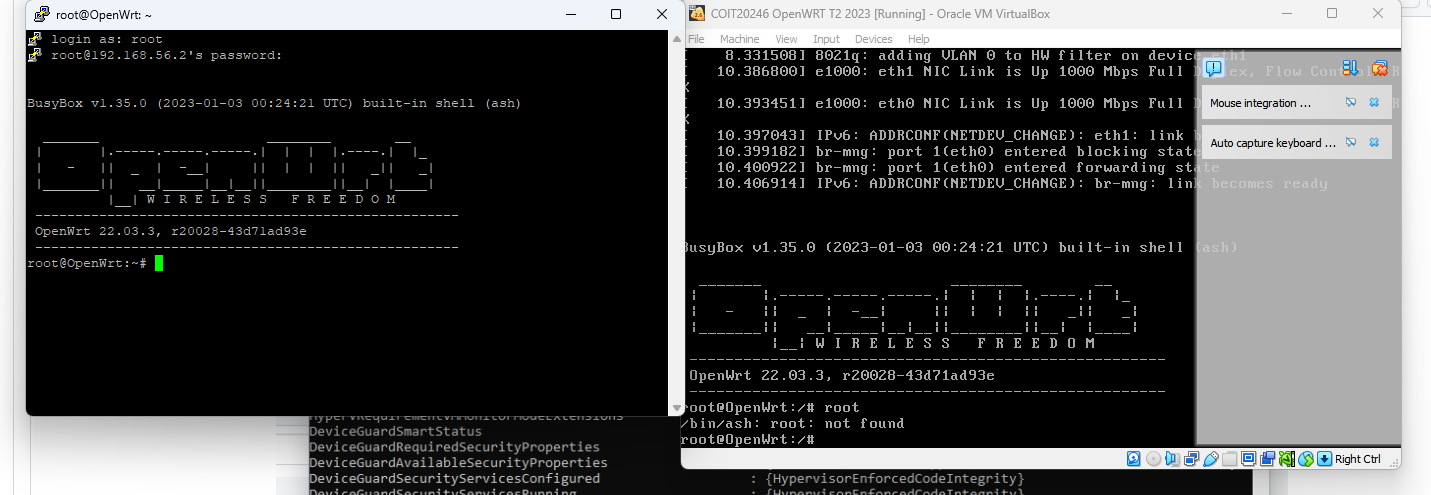 root@OpenWrt: ~
login as: root
root@192.168.56.2's password:
BusyBox v1.35.0 (2023-01-03 00:24:21 UTC) built-in shell (ash)
OpenWrt
W I R E L E S S   F R E E D O M
-----------------------------------------------------
OpenWrt 22.03.3, r20028-43d71ad93e
-----------------------------------------------------
root@OpenWrt:~#
COIT20246 OpenWRT T2 2023 [Running] - Oracle VM VirtualBox
File Machine View Input Devices Help
[ 8.331508] 8021q: adding VLAN 0 to HW filter on device eth1
[ 10.386800] e1000: eth1 NIC Link is Up 1000 Mbps Full Flow
X
[ 10.393451] e1000: eth0 NIC Link is Up 1000 Mbps Full
X
[ 10.397043] IPv6: ADDRCONF(NETDEV_CHANGE): eth1: link
[ 10.399182] br-mng: port 1(eth0) entered blocking state
[ 10.400922] br-mng: port 1(eth0) entered forwarding state
[ 10.406914] IPv6: ADDRCONF(NETDEV_CHANGE): br-mng: link becomes ready
BusyBox v1.35.0 (2023-01-03 00:24:21 UTC) built-in shell (ash)
OpenWrt
W I R E L E S S   F R E E D O M
-----------------------------------------------------
OpenWrt 22.03.3, r20028-43d71ad93e
-----------------------------------------------------
root@OpenWrt:/# root
/bin/ash: root: not found
root@OpenWrt:/#
Mouse integration ...
Auto capture keyboard ...
Right Ctrl
DeviceGuardSmartStatus
DeviceGuardRequiredSecurityProperties
DeviceGuardAvailableSecurityProperties
DeviceGuardSecurityServicesConfigured : {HypervisorEnforcedCodeIntegrity}
DeviceGuardSecurityServicesRunning : {HypervisorEnforcedCodeIntegrity}